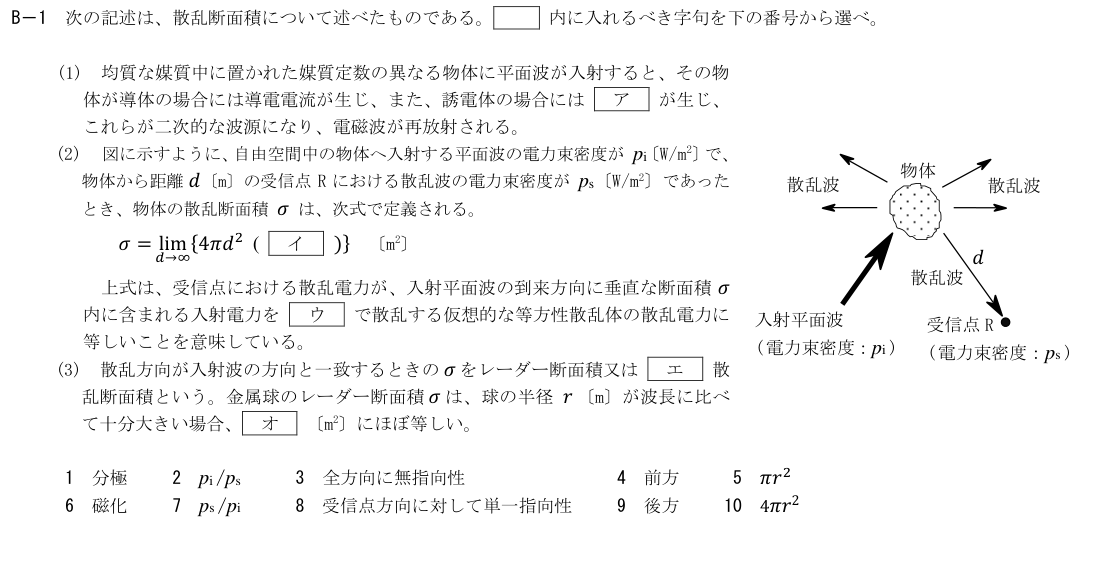 B－1 次の記述は、散乱断面積について述べたものである。 内に入れるべき字句を下の番号から選べ。
(1) 均質な媒質中に置かれた媒質定数の異なる物体に平面波が入射すると、その物
体が導体の場合には導電電流が生じ、また、誘電体の場合には ア が生じ、
これらが二次的な波源になり、電磁波が再放射される。
(2) 図に示すように、自由空間中の物体へ入射する平面波の電力束密度が pi〔W/m²〕で、
物体から距離 d 〔m〕の受信点 R における散乱波の電力束密度が ps〔W/m²〕であった
とき、物体の散乱断面積 σ は、次式で定義される。
σ = lim d→∞ {4πd² ( イ )} 〔m²〕
上式は、受信点における散乱電力が、入射平面波の到来方向に垂直な断面積 σ
内に含まれる入射電力を ウ で散乱する仮想的な等方性散乱体の散乱電力に
等しいことを意味している。
(3) 散乱方向が入射波の方向と一致するときの σ をレーダー断面積又は エ 散
乱断面積という。金属球のレーダー断面積 σ は、球の半径 r 〔m〕が波長に比べ
て十分大きい場合、 オ 〔m²〕にほぼ等しい。
物体
散乱波 散乱波
d
散乱波
入射平面波
(電力束密度：pi)
受信点 R
(電力束密度：ps)
1 分極 2 pi/ps 3 全方向に無指向性 4 前方 5 πr²
6 磁化 7 ps/pi 8 受信点方向に対して単一指向性 9 後方 10 4πr²